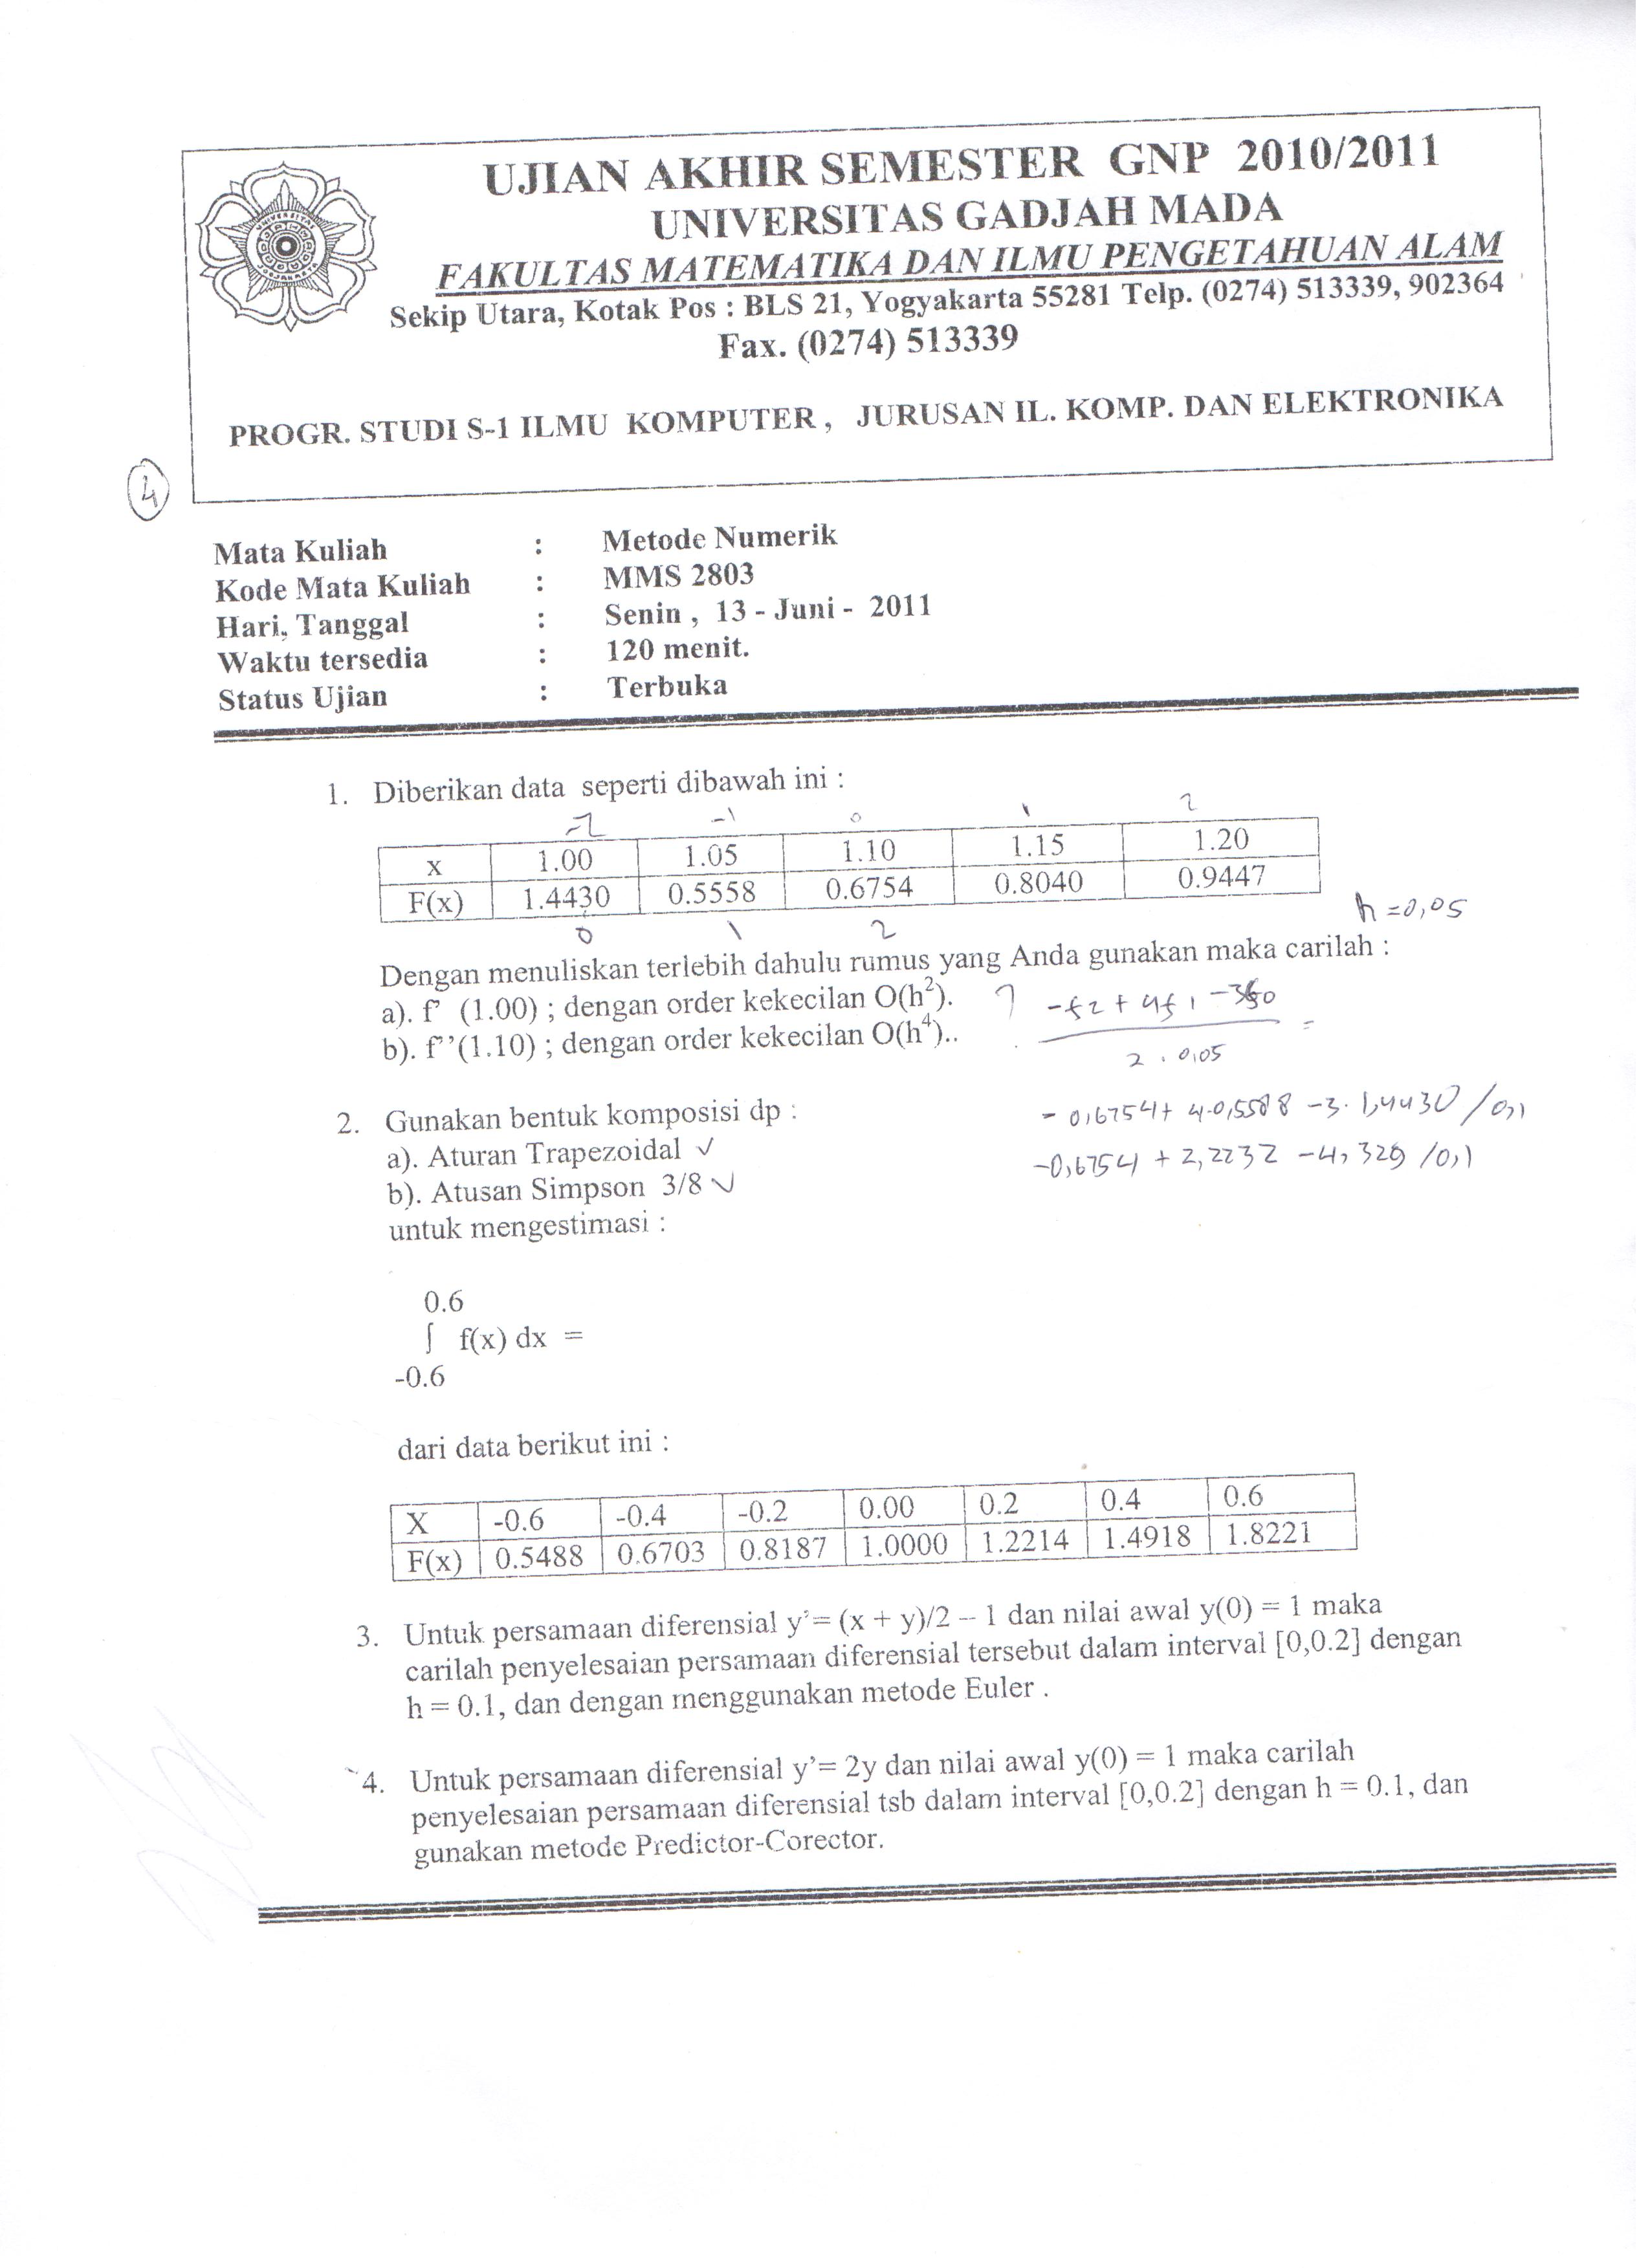 UJIAN AKHIR SEMESTER GNP 2010/2011
UNIVERSITAS GADJAH MADA
FAKULTAS MATEMATIKA DAN ILMU PENGETAHUAN ALAM
Sekip Utara, Kotak Pos : BLS 21, Yogyakarta 55281 Telp. (0274) 513339, 902364
Fax. (0274) 513339
PROGR. STUDI S-1 ILMU KOMPUTER , JURUSAN IL. KOMP. DAN ELEKTRONIKA
4
Mata Kuliah : Metode Numerik
Kode Mata Kuliah : MMS 2803
Hari, Tanggal : Senin , 13 - Juni - 2011
Waktu tersedia : 120 menit.
Status Ujian : Terbuka
1. Diberikan data seperti dibawah ini :
-2 -1 0 1 2
x 1.00 1.05 1.10 1.15 1.20
F(x) 1.4430 0.5558 0.6754 0.8040 0.9447
0 1 2
h = 0,05
Dengan menuliskan terlebih dahulu rumus yang Anda gunakan maka carilah :
a). f' (1.00) ; dengan order kekecilan O(h²).
b). f''(1.10) ; dengan order kekecilan O(h⁴)..
-f2 + 4f1 -3f0 =
2 . 0,05
- 0,6754 + 4.0,5588 -3. 1,4430 / 0,1
-0,6754 + 2,2232 -4,329 /0,1
2. Gunakan bentuk komposisi dp :
a). Aturan Trapezoidal ✓
b). Atusan Simpson 3/8 ✓
untuk mengestimasi :
0.6
∫ f(x) dx =
-0.6
dari data berikut ini :
X -0.6 -0.4 -0.2 0.00 0.2 0.4 0.6
F(x) 0.5488 0.6703 0.8187 1.0000 1.2214 1.4918 1.8221
3. Untuk persamaan diferensial y'= (x + y)/2 – 1 dan nilai awal y(0) = 1 maka
carilah penyelesaian persamaan diferensial tersebut dalam interval [0,0.2] dengan
h = 0.1, dan dengan menggunakan metode Euler .
4. Untuk persamaan diferensial y'= 2y dan nilai awal y(0) = 1 maka carilah
penyelesaian persamaan diferensial tsb dalam interval [0,0.2] dengan h = 0.1, dan
gunakan metode Predictor-Corector.